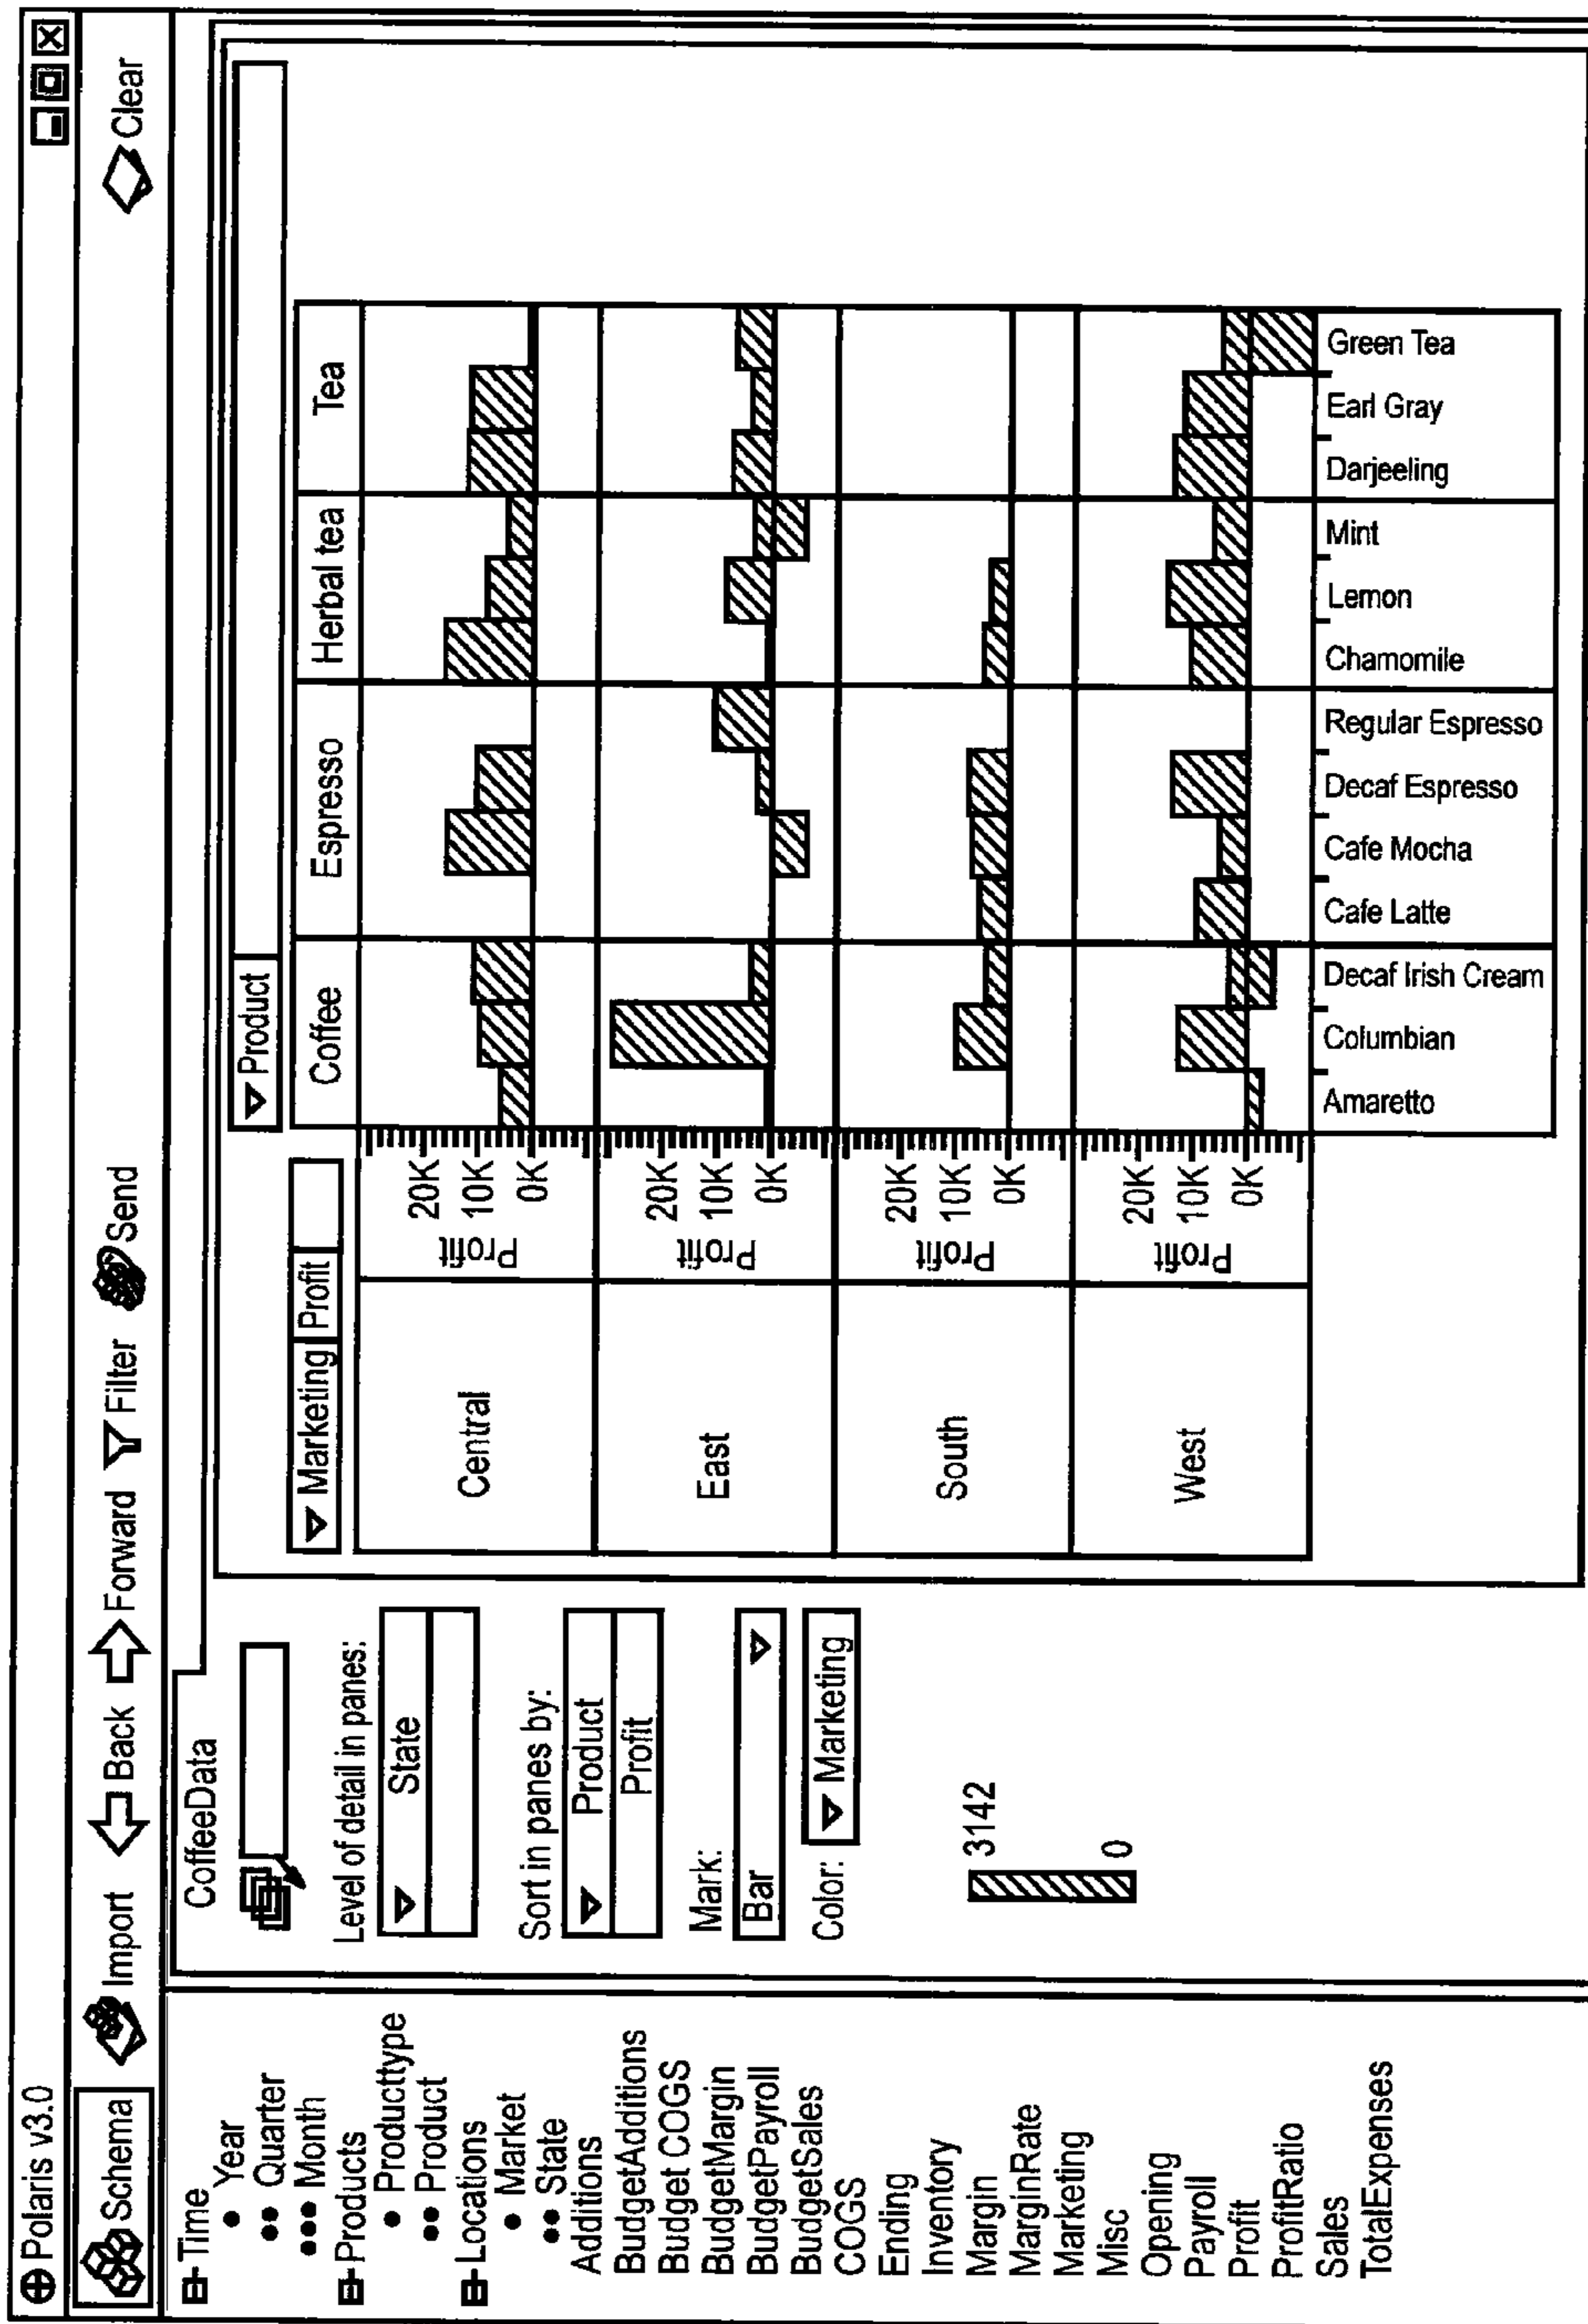 Polaris v3.0
Schema Import Back Forward Filter Send Clear
Time
Year
Quarter
Month
Products
Producttype
Product
Locations
Market
State
Additions
BudgetAdditions
Budget COGS
BudgetMargin
BudgetPayroll
BudgetSales
COGS
Ending
Inventory
Margin
MarginRate
Marketing
Misc
Opening
Payroll
Profit
ProfitRatio
Sales
TotalExpenses
CoffeeData
Level of detail in panes:
State
Sort in panes by:
Product
Profit
Mark:
Bar
Color: Marketing
3142
0
Product
Marketing Profit
Coffee Espresso Herbal tea Tea
Central Profit 20K 10K 0K
East Profit 20K 10K 0K
South Profit 20K 10K 0K
West Profit 20K 10K 0K
Amaretto
Columbian
Decaf Irish Cream
Cafe Latte
Cafe Mocha
Decaf Espresso
Regular Espresso
Chamomile
Lemon
Mint
Darjeeling
Earl Gray
Green Tea